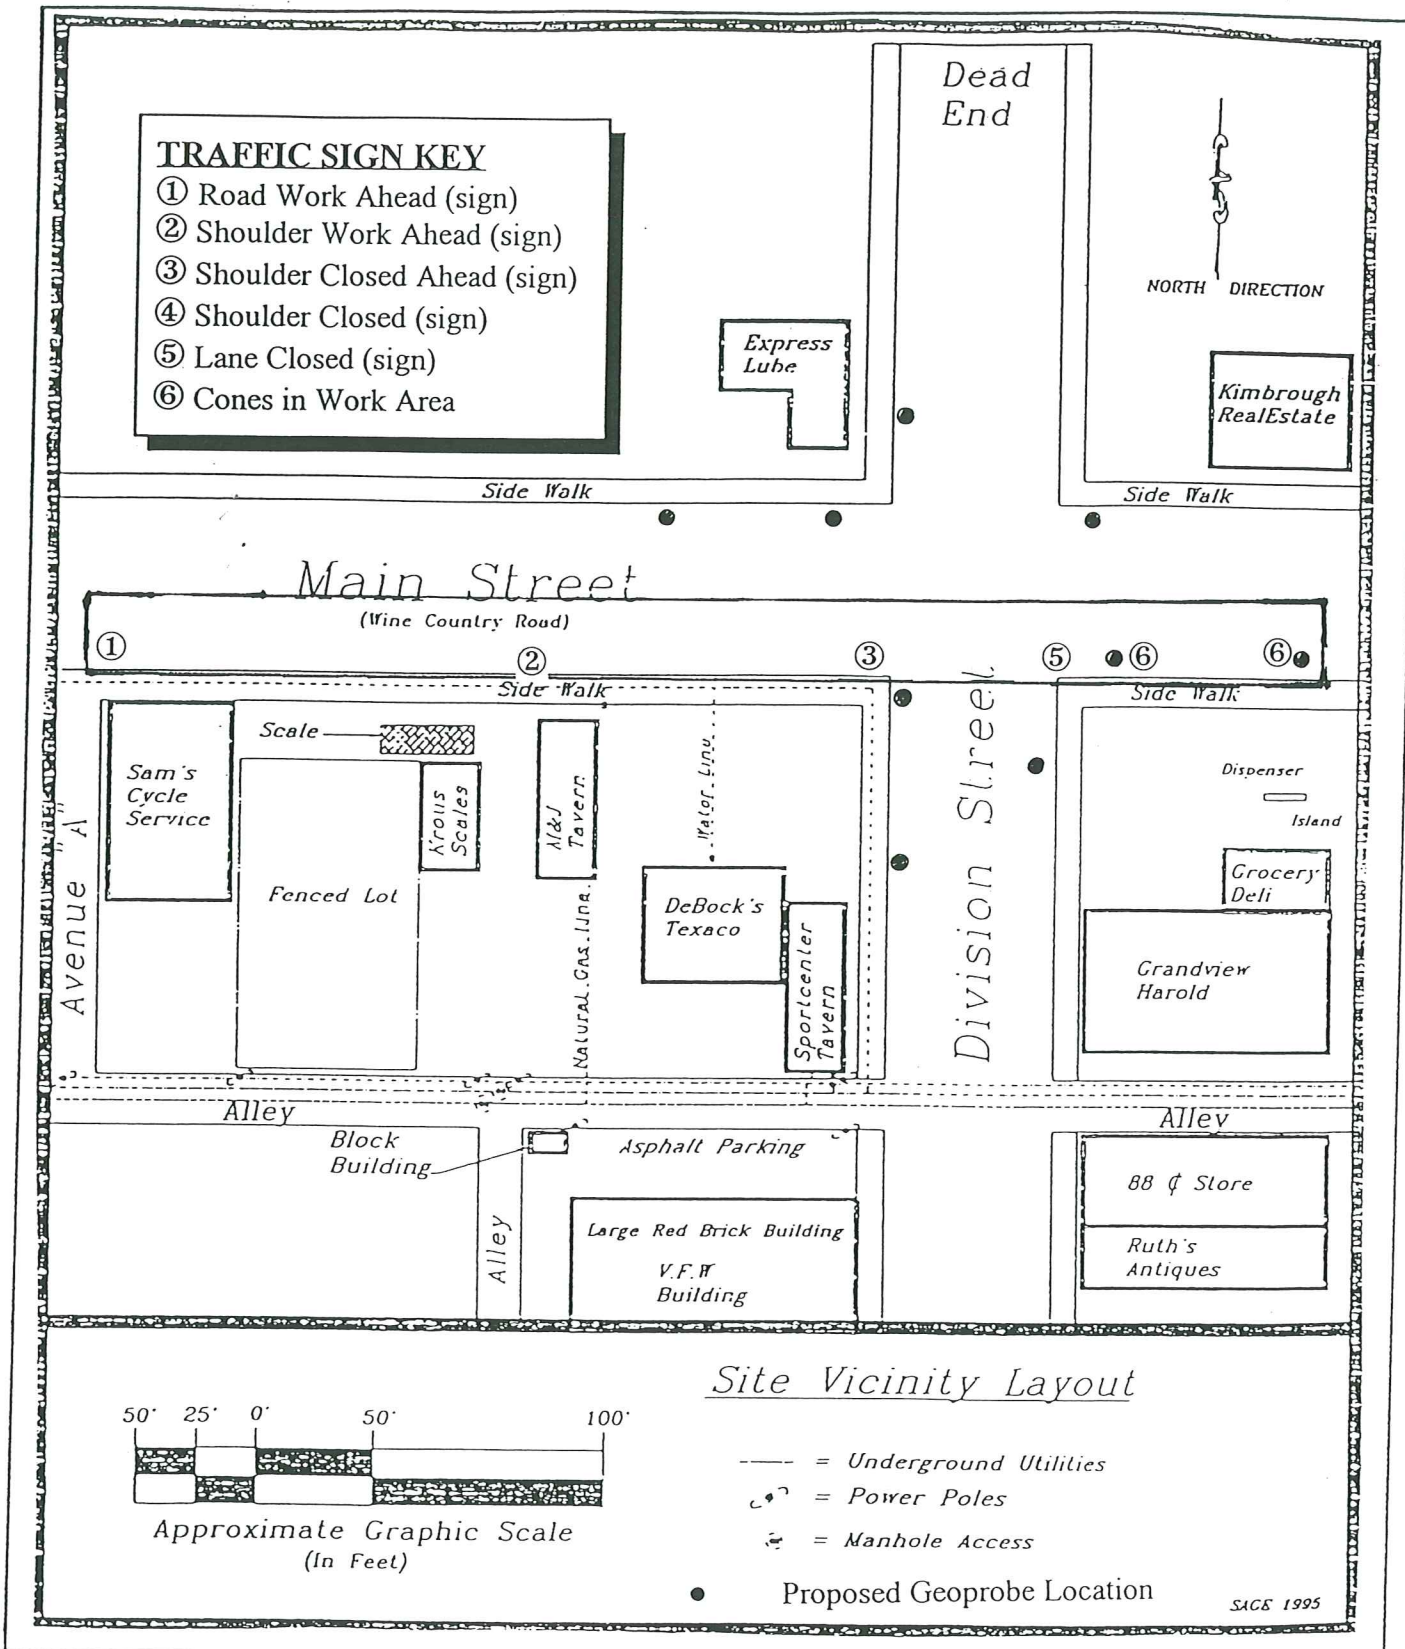 Dead
End
TRAFFIC SIGN KEY
① Road Work Ahead (sign)
② Shoulder Work Ahead (sign)
③ Shoulder Closed Ahead (sign)
④ Shoulder Closed (sign)
⑤ Lane Closed (sign)
⑥ Cones in Work Area
NORTH DIRECTION
Express
Lube
Kimbrough
RealEstate
Side Walk
Side Walk
Main Street
(Wine Country Road)
①
②
③
⑤
⑥
⑥
Side Walk
Side Walk
Scale
Sam's
Cycle
Service
Krous
Scales
M&J
Tavern
Water Line
Division Street
Dispenser
Island
Avenue "A"
Fenced Lot
Natural Gas Line
DeBock's
Texaco
Sportcenter
Tavern
Grocery
Deli
Grandview
Harold
Alley
Alley
Block
Building
Asphalt Parking
Alley
Large Red Brick Building
V.F.W
Building
88 ¢ Store
Ruth's
Antiques
Site Vicinity Layout
50' 25' 0' 50' 100'
Approximate Graphic Scale
(In Feet)
= Underground Utilities
= Power Poles
= Manhole Access
Proposed Geoprobe Location
SAGE 1995